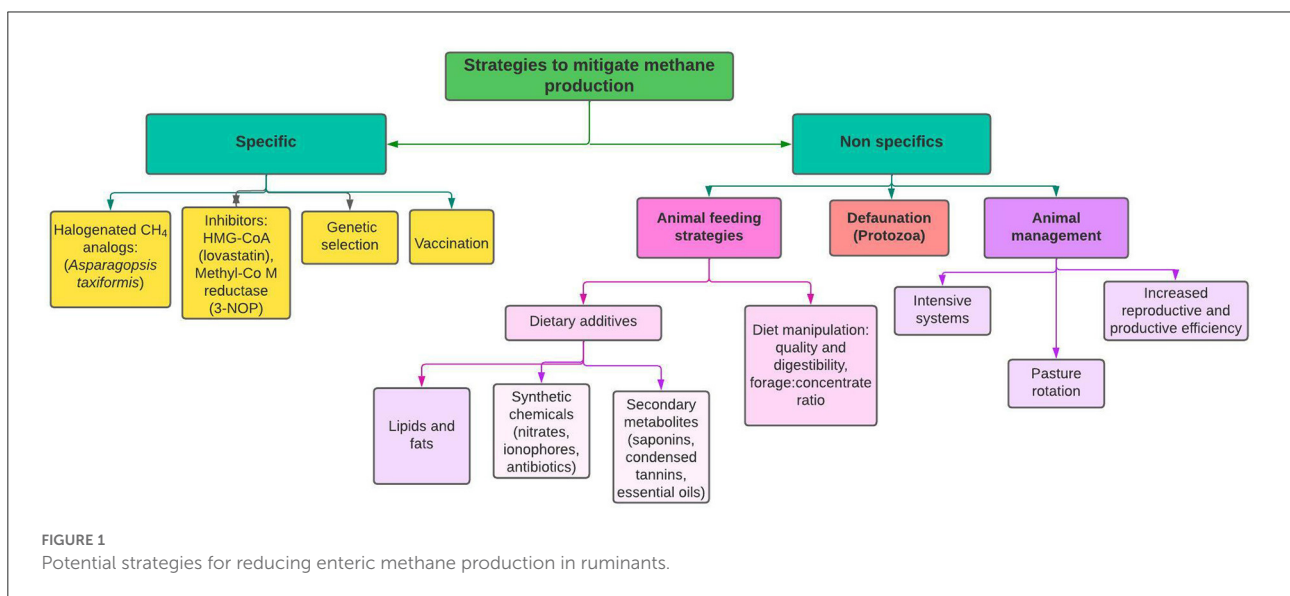 Strategies to mitigate methane
production
Specific
Non specifics
Halogenated CH₄
analogs:
(Asparagopsis
taxiformis)
Inhibitors:
HMG-CoA
(lovastatin),
Methyl-Co M
reductase
(3-NOP)
Genetic
selection
Vaccination
Animal feeding
strategies
Defaunation
(Protozoa)
Animal
management
Dietary additives
Diet manipulation:
quality and
digestibility,
forage:concentrate
ratio
Intensive
systems
Increased
reproductive and
productive efficiency
Pasture
rotation
Lipids and
fats
Synthetic
chemicals
(nitrates,
ionophores,
antibiotics)
Secondary
metabolites
(saponins,
condensed
tannins,
essential oils)
FIGURE 1
Potential strategies for reducing enteric methane production in ruminants.